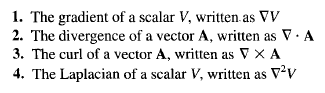 1. The gradient of a scalar V, written as ∇V
2. The divergence of a vector A, written as ∇ · A
3. The curl of a vector A, written as ∇ × A
4. The Laplacian of a scalar V, written as ∇²V